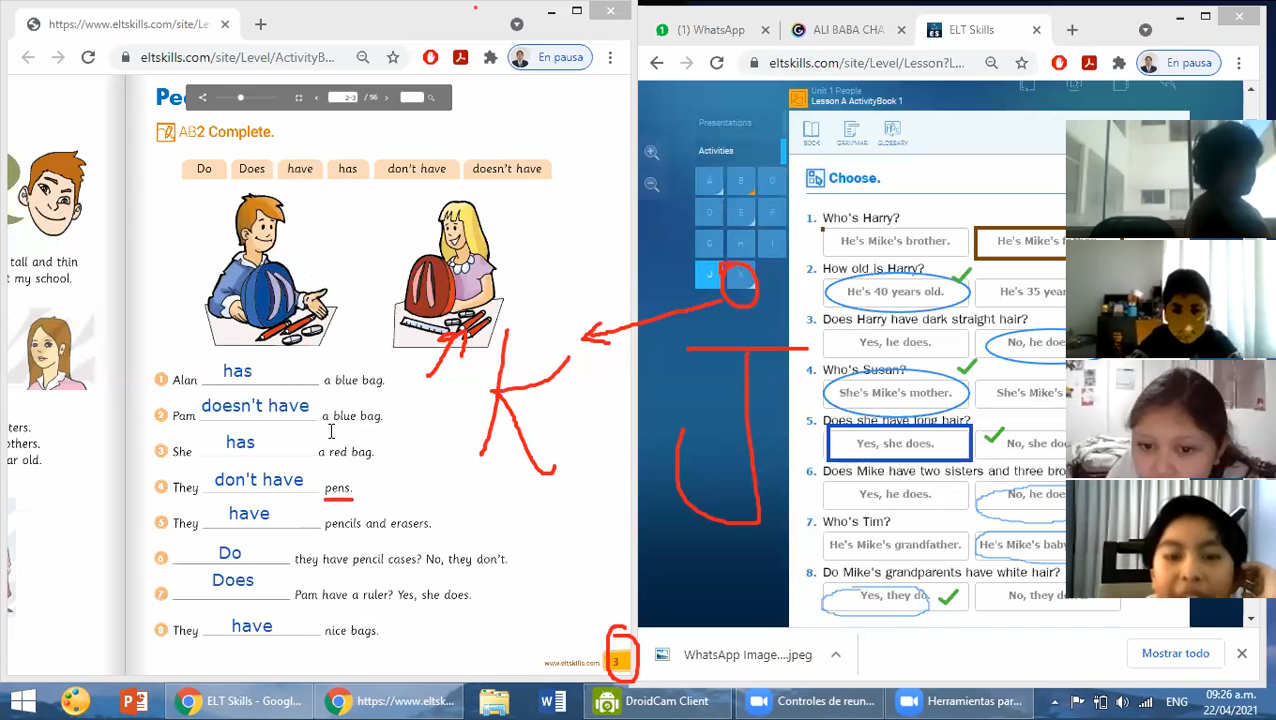 https://www.eltskills.com/site/Le
eltskills.com/site/Level/ActivityB...
En pausa
2-3 / 56
AB2 Complete.
Do
Does
have
has
don't have
doesn't have
tall and thin
my school.
ters.
others.
ar old.
1 Alan has a blue bag.
2 Pam doesn't have a blue bag.
3 She has a red bag.
4 They don't have pens.
5 They have pencils and erasers.
6 Do they have pencil cases? No, they don't.
7 Does Pam have a ruler? Yes, she does.
8 They have nice bags.
www.eltskills.com 3
K
J
(1) WhatsApp
ALI BABA CHA
ELT Skills
eltskills.com/site/Level/Lesson?L...
En pausa
Unit 1 People
Lesson A ActivityBook 1
Presentations
Activities
A
B
D
E
F
G
H
I
J
K
BOOK
GRAMMAR
GLOSSARY
Choose.
1. Who's Harry?
He's Mike's brother.
He's Mike's
2. How old is Harry?
He's 40 years old.
He's 35 year
3. Does Harry have dark straight hair?
Yes, he does.
No, he doe
4. Who's Susan?
She's Mike's mother.
She's Mike's
5. Does she have long hair?
Yes, she does.
No, she do
6. Does Mike have two sisters and three bro
Yes, he does.
No, he do
7. Who's Tim?
He's Mike's grandfather.
He's Mike's bab
8. Do Mike's grandparents have white hair?
Yes, they do.
No, they do
WhatsApp Image....jpeg
Mostrar todo
ELT Skills - Googl...
https://www.eltsk...
DroidCam Client
Controles de reun...
Herramientas par...
ENG
09:26 a.m.
22/04/2021